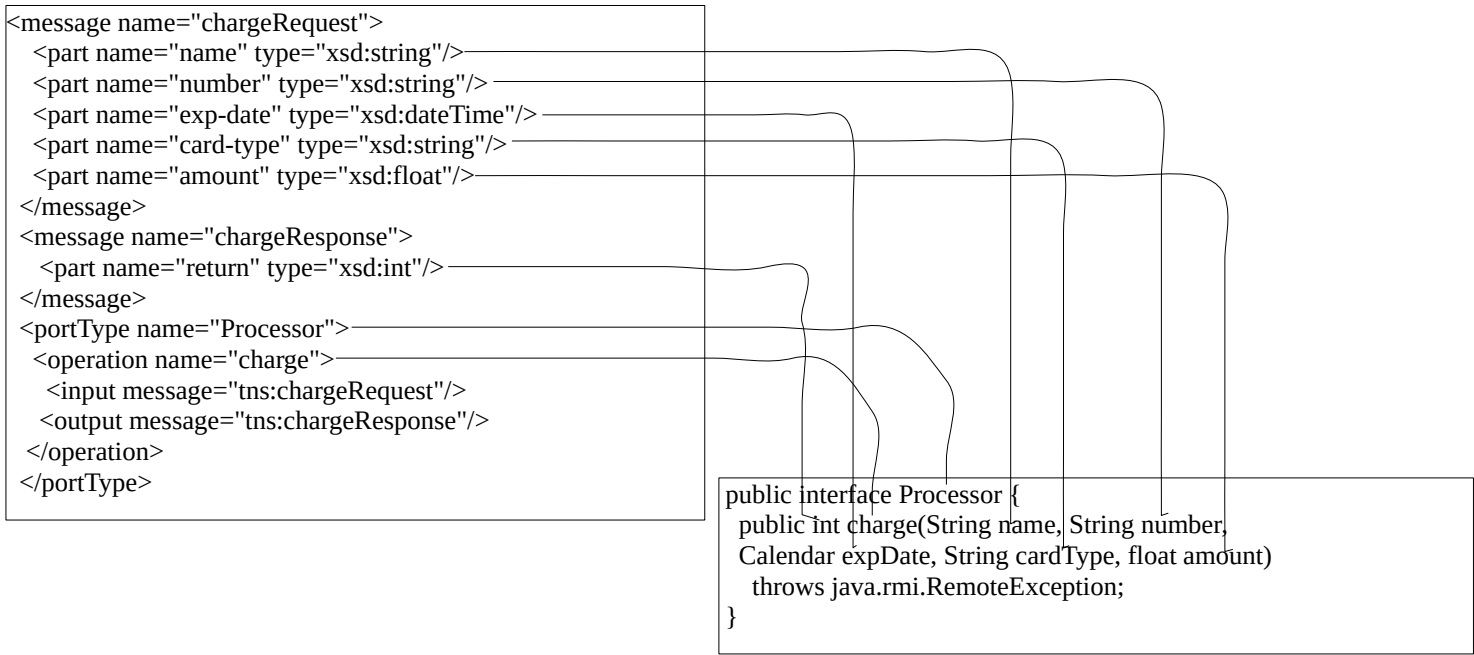 <message name="chargeRequest">
<part name="name" type="xsd:string"/>
<part name="number" type="xsd:string"/>
<part name="exp-date" type="xsd:dateTime"/>
<part name="card-type" type="xsd:string"/>
<part name="amount" type="xsd:float"/>
</message>
<message name="chargeResponse">
<part name="return" type="xsd:int"/>
</message>
<portType name="Processor">
<operation name="charge">
<input message="tns:chargeRequest"/>
<output message="tns:chargeResponse"/>
</operation>
</portType>
public interface Processor {
public int charge(String name, String number,
Calendar expDate, String cardType, float amount)
throws java.rmi.RemoteException;
}